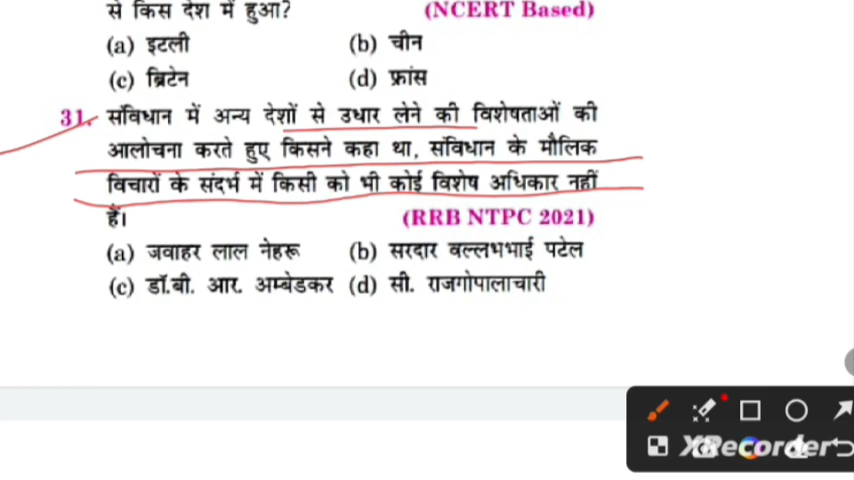 से किस देश में हुआ? (NCERT Based)
(a) इटली (b) चीन
(c) ब्रिटेन (d) फ्रांस
31. संविधान में अन्य देशों से उधार लेने की विशेषताओं की
आलोचना करते हुए किसने कहा था, संविधान के मौलिक
विचारों के संदर्भ में किसी को भी कोई विशेष अधिकार नहीं
हैं। (RRB NTPC 2021)
(a) जवाहर लाल नेहरू (b) सरदार वल्लभभाई पटेल
(c) डॉ.बी. आर. अम्बेडकर (d) सी. राजगोपालाचारी
XRecorder